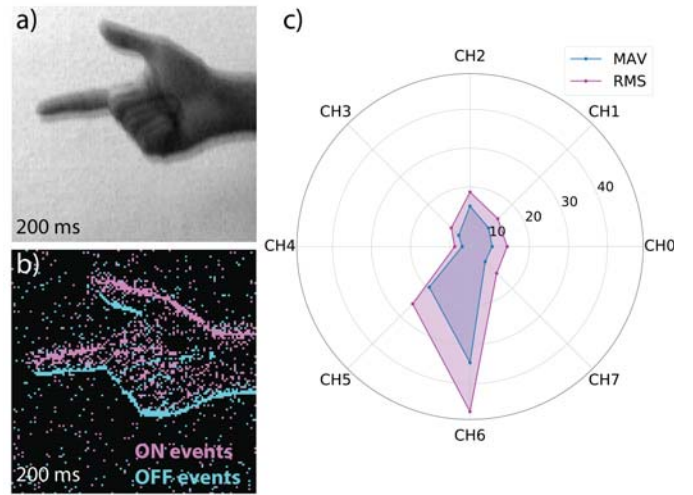 a)
200 ms
b)
ON events
OFF events
200 ms
c)
MAV
RMS
CH2
CH3
CH1
CH4
10
20
30
40
CH0
CH5
CH7
CH6